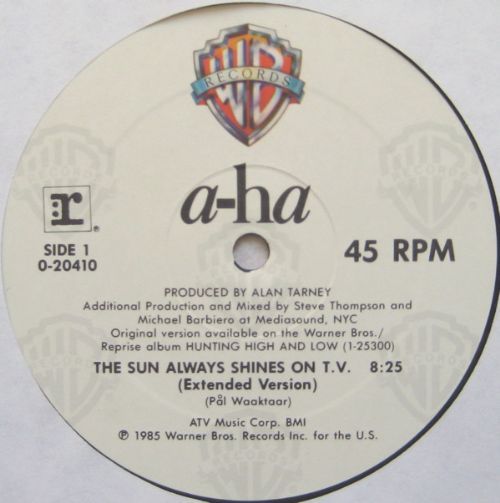 WB
RECORDS
a-ha
r®
SIDE 1
0-20410
45 RPM
PRODUCED BY ALAN TARNEY
Additional Production and Mixed by Steve Thompson and
Michael Barbiero at Mediasound, NYC
Original version available on the Warner Bros./
Reprise album HUNTING HIGH AND LOW (1-25300)
THE SUN ALWAYS SHINES ON T.V. 8:25
(Extended Version)
(Pål Waaktaar)
ATV Music Corp. BMI
℗ 1985 Warner Bros. Records Inc. for the U.S.